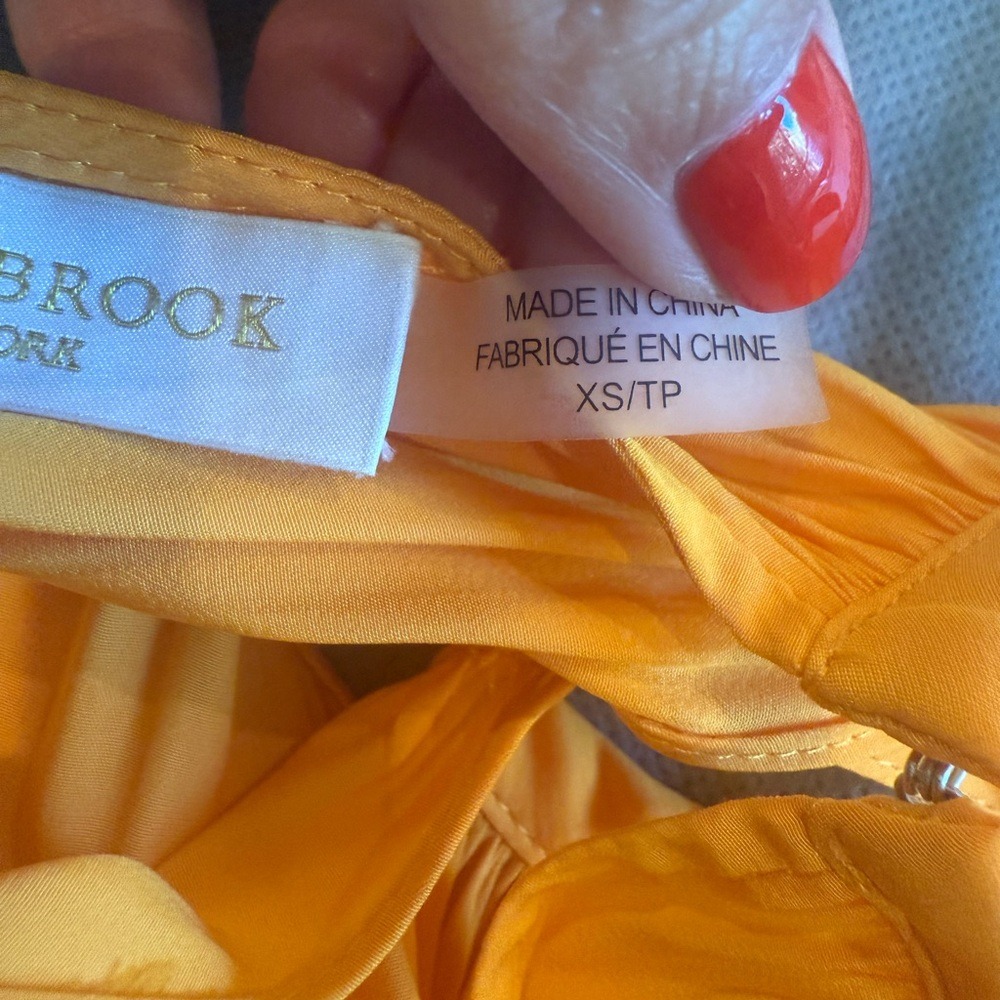 BROOK
ORK
MADE IN CHINA
FABRIQUÉ EN CHINE
XS/TP